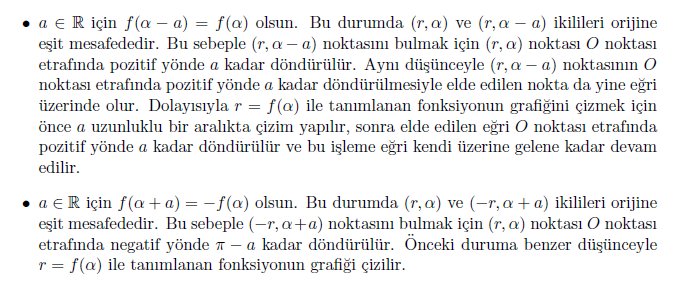 • a ∈ ℝ için f(α − a) = f(α) olsun. Bu durumda (r, α) ve (r, α − a) ikilileri orijine
eşit mesafededir. Bu sebeple (r, α − a) noktasını bulmak için (r, α) noktası O noktası
etrafında pozitif yönde a kadar döndürülür. Aynı düşünceyle (r, α − a) noktasının O
noktası etrafında pozitif yönde a kadar döndürülmesiyle elde edilen nokta da yine eğri
üzerinde olur. Dolayısıyla r = f(α) ile tanımlanan fonksiyonun grafiğini çizmek için
önce a uzunluklu bir aralıkta çizim yapılır, sonra elde edilen eğri O noktası etrafında
pozitif yönde a kadar döndürülür ve bu işleme eğri kendi üzerine gelene kadar devam
edilir.
• a ∈ ℝ için f(α + a) = −f(α) olsun. Bu durumda (r, α) ve (−r, α + a) ikilileri orijine
eşit mesafededir. Bu sebeple (−r, α+a) noktasını bulmak için (r, α) noktası O noktası
etrafında negatif yönde π − a kadar döndürülür. Önceki duruma benzer düşünceyle
r = f(α) ile tanımlanan fonksiyonun grafiği çizilir.